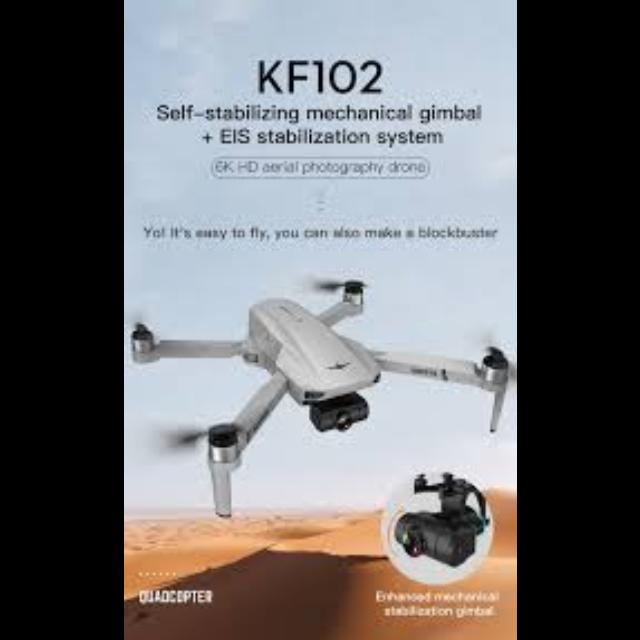 KF102
Self-stabilizing mechanical gimbal
+ EIS stabilization system
6K HD aerial photography drone
Yo! It's easy to fly, you can also make a blockbuster
QUADCOPTER
Enhanced mechanical
stabilization gimbal.